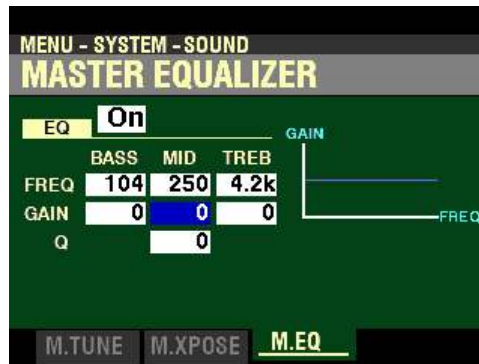 MENU - SYSTEM - SOUND
MASTER EQUALIZER
EQ On
GAIN
BASS MID TREB
FREQ 104 250 4.2k
GAIN 0 0 0
FREQ
Q 0
M.TUNE M.XPOSE M.EQ